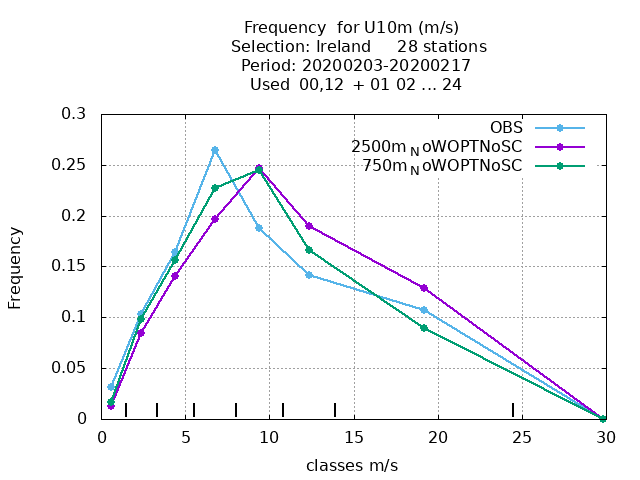 Frequency  for U10m (m/s)
Selection: Ireland     28 stations
Period: 20200203-20200217
Used  00,12  + 01 02 ... 24
OBS
2500m_NoWOPTNoSC
750m_NoWOPTNoSC
0.3
0.25
0.2
0.15
0.1
0.05
0
Frequency
0 5 10 15 20 25 30
classes m/s